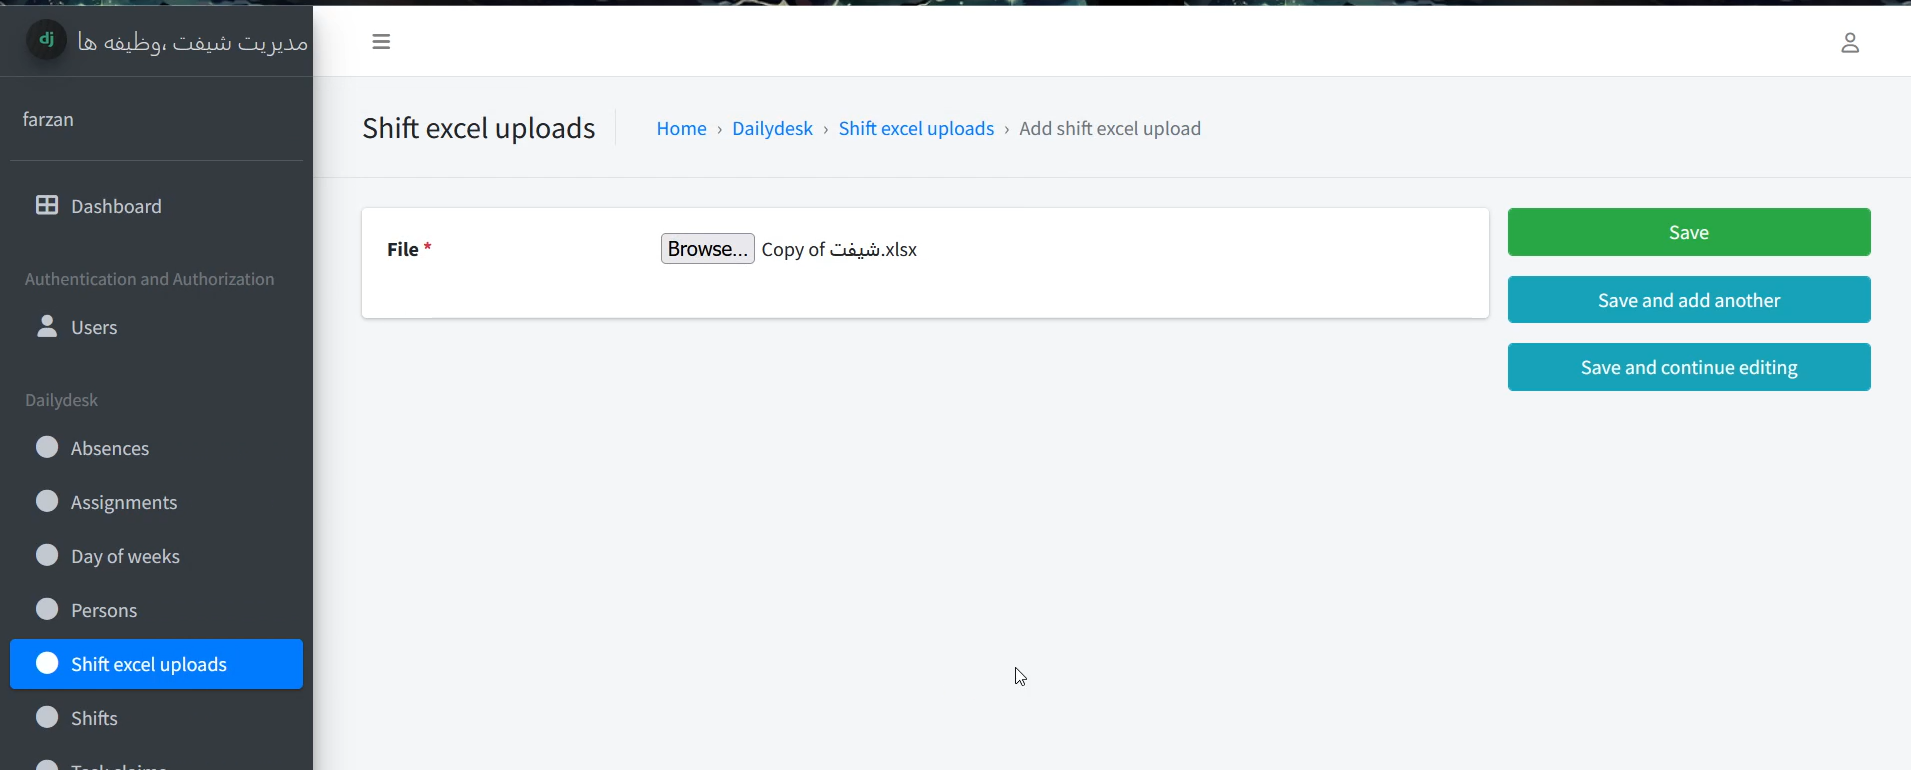 dj مدیریت شیفت ،وظیفه ها
farzan
Dashboard
Authentication and Authorization
Users
Dailydesk
Absences
Assignments
Day of weeks
Persons
Shift excel uploads
Shifts
Shift excel uploads
Home › Dailydesk › Shift excel uploads › Add shift excel upload
File * Browse... Copy of شیفت.xlsx
Save
Save and add another
Save and continue editing